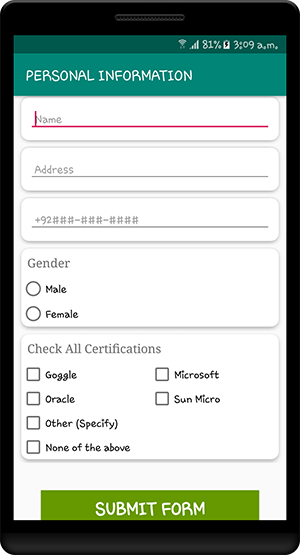 81% 3:09 a.m.
PERSONAL INFORMATION
Name
Address
+92###-###-####
Gender
Male
Female
Check All Certifications
Goggle Microsoft
Oracle Sun Micro
Other (Specify)
None of the above
SUBMIT FORM